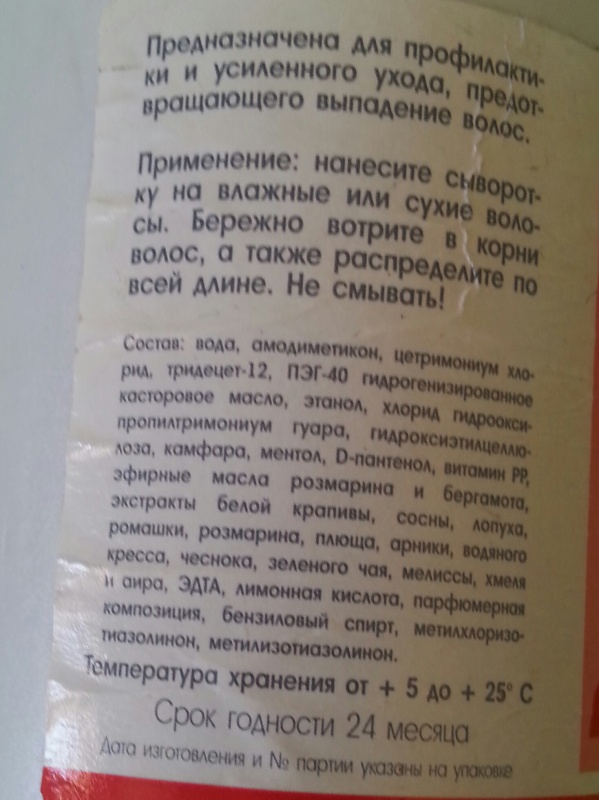 Предназначена для профилакти-
ки и усиленного ухода, предот-
вращающего выпадение волос.
Применение: нанесите сыворот-
ку на влажные или сухие воло-
сы. Бережно вотрите в корни
волос, а также распределите по
всей длине. Не смывать!
Состав: вода, амодиметикон, цетримониум хло-
рид, тридецет-12, ПЭГ-40 гидрогенизированное
касторовое масло, этанол, хлорид гидроокси-
пропилтримониум гуара, гидроксиэтилцеллю-
лоза, камфара, ментол, D-пантенол, витамин РР,
эфирные масла розмарина и бергамота,
экстракты белой крапивы, сосны, лопуха,
ромашки, розмарина, плюща, арники, водяного
кресса, чеснока, зеленого чая, мелиссы, хмеля
и аира, ЭДТА, лимонная кислота, парфюмерная
композиция, бензиловый спирт, метилхлоризо-
тиазолинон, метилизотиазолинон.
Температура хранения от + 5 до + 25° С
Срок годности 24 месяца
Дата изготовления и № партии указаны на упаковке